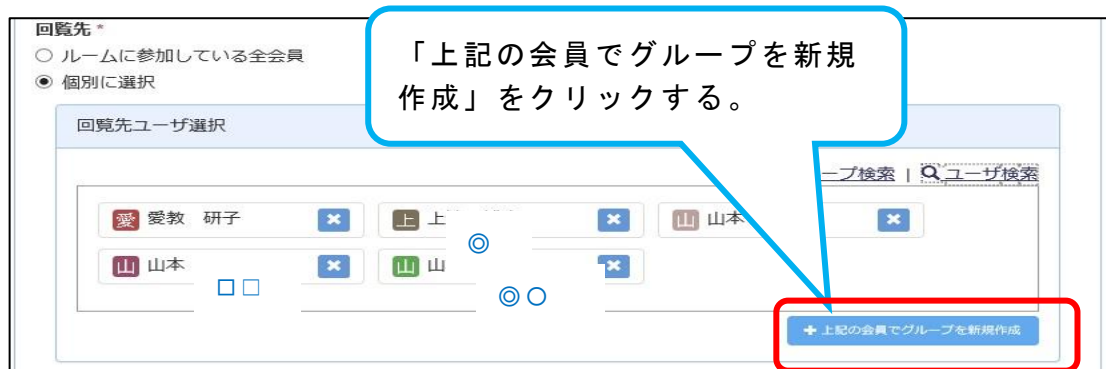 回覧先 *
ルームに参加している全会員
個別に選択
「上記の会員でグループを新規
作成」をクリックする。
回覧先ユーザ選択
ープ検索 | ユーザ検索
愛 愛教 研子
上 上
山 山本
山 山本
山 山
◎
□□
◎〇
+ 上記の会員でグループを新規作成